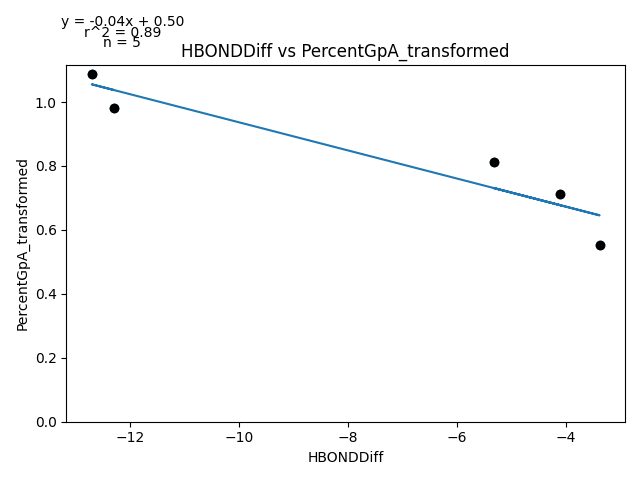 y = -0.04x + 0.50
r^2 = 0.89
n = 5
HBONDDiff vs PercentGpA_transformed
PercentGpA_transformed
1.0
0.8
0.6
0.4
0.2
0.0
−12
−10
−8
−6
−4
HBONDDiff